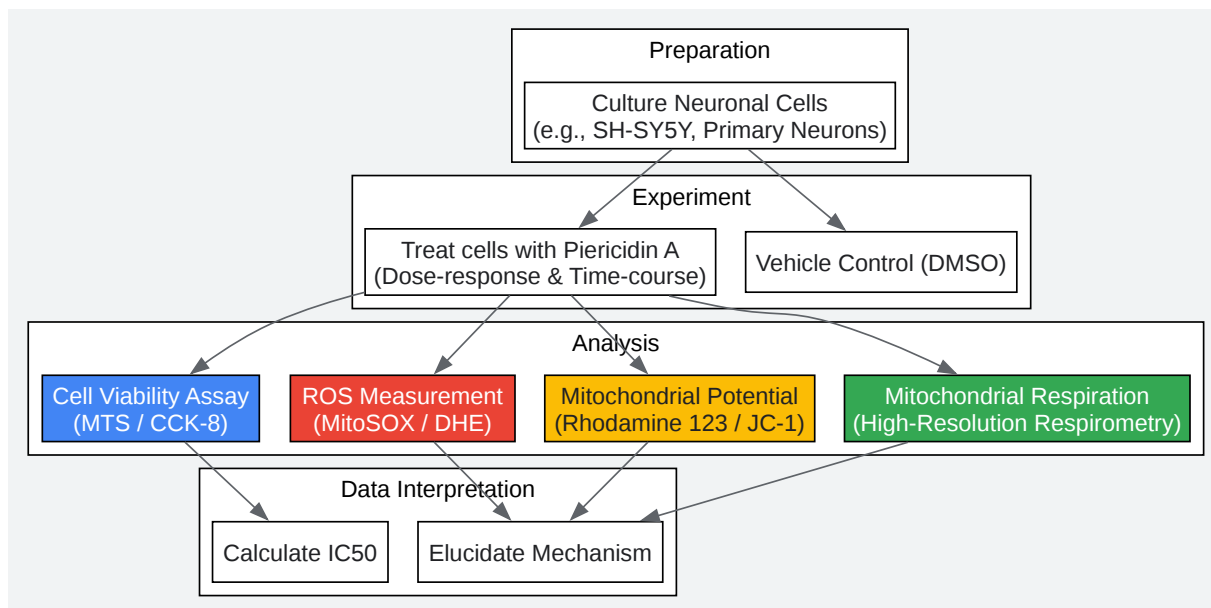 Preparation
Culture Neuronal Cells
(e.g., SH-SY5Y, Primary Neurons)
Experiment
Treat cells with Piericidin A
(Dose-response & Time-course)
Vehicle Control (DMSO)
Analysis
Cell Viability Assay
(MTS / CCK-8)
ROS Measurement
(MitoSOX / DHE)
Mitochondrial Potential
(Rhodamine 123 / JC-1)
Mitochondrial Respiration
(High-Resolution Respirometry)
Data Interpretation
Calculate IC50
Elucidate Mechanism